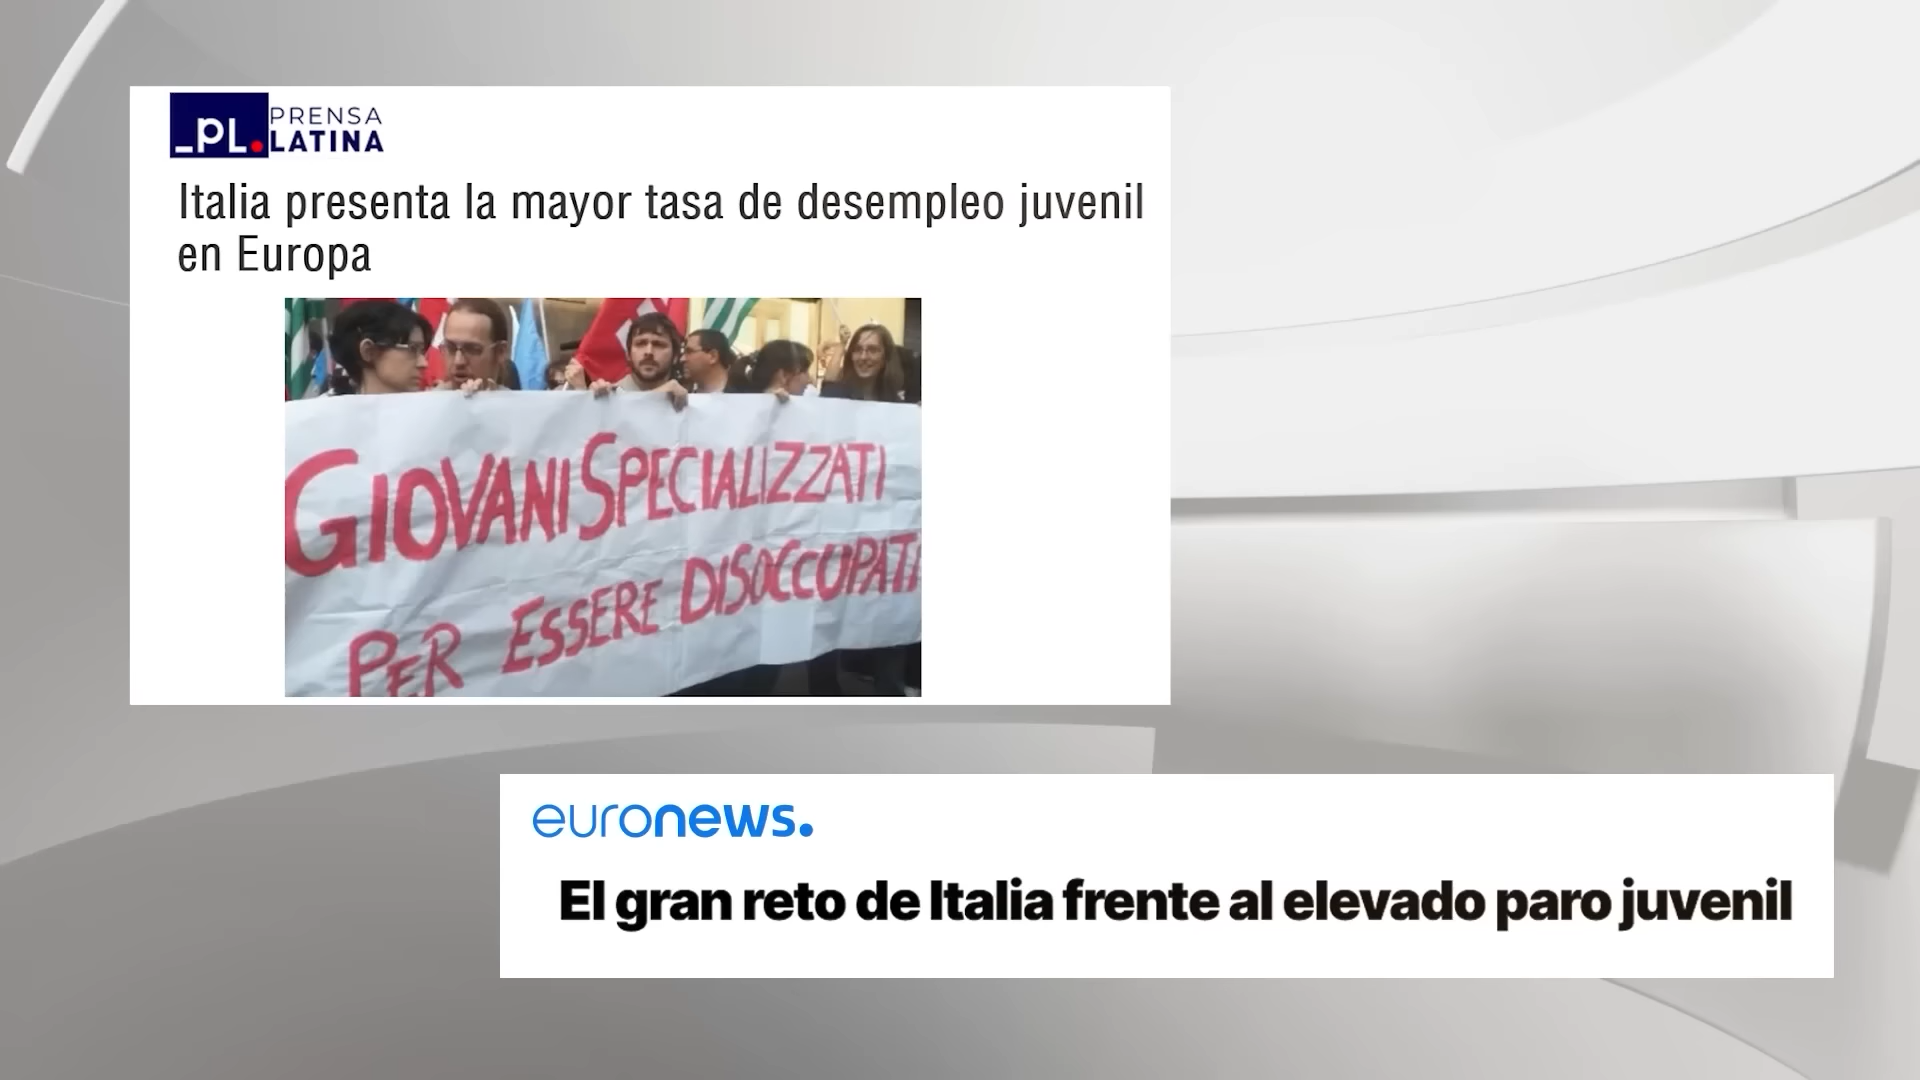 _PL. PRENSA
LATINA
Italia presenta la mayor tasa de desempleo juvenil
en Europa
GIOVANI SPECIALIZZATI
PER ESSERE DISOCCUPATI
euronews.
El gran reto de Italia frente al elevado paro juvenil